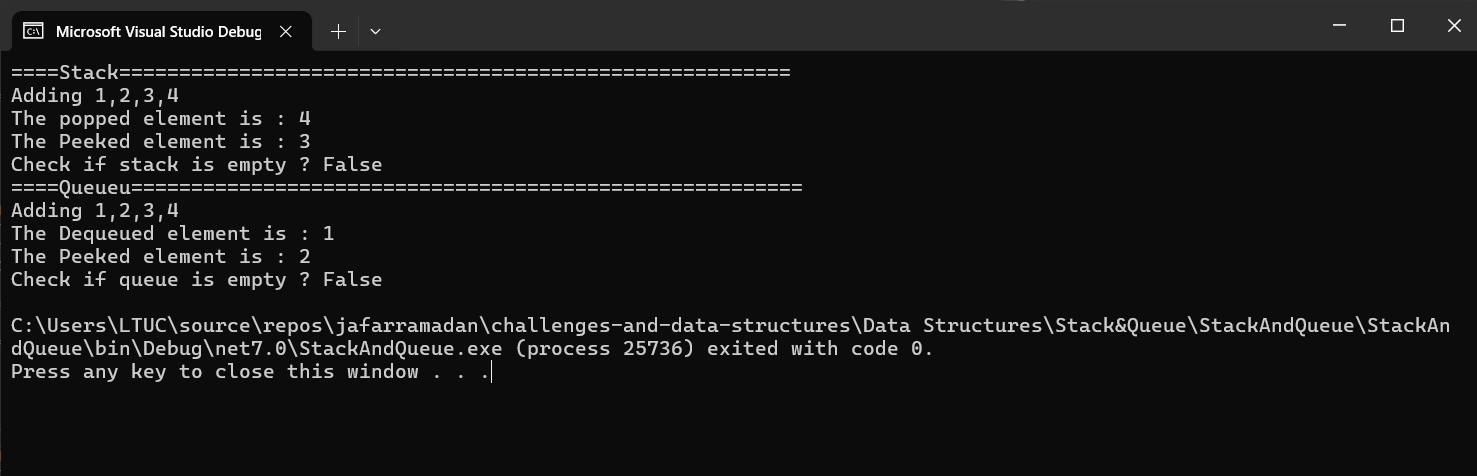 Microsoft Visual Studio Debug
====Stack========================================================
Adding 1,2,3,4
The popped element is : 4
The Peeked element is : 3
Check if stack is empty ? False
====Queueu========================================================
Adding 1,2,3,4
The Dequeued element is : 1
The Peeked element is : 2
Check if queue is empty ? False
C:\Users\LTUC\source\repos\jafarramadan\challenges-and-data-structures\Data Structures\Stack&Queue\StackAndQueue\StackAn
dQueue\bin\Debug\net7.0\StackAndQueue.exe (process 25736) exited with code 0.
Press any key to close this window . . .